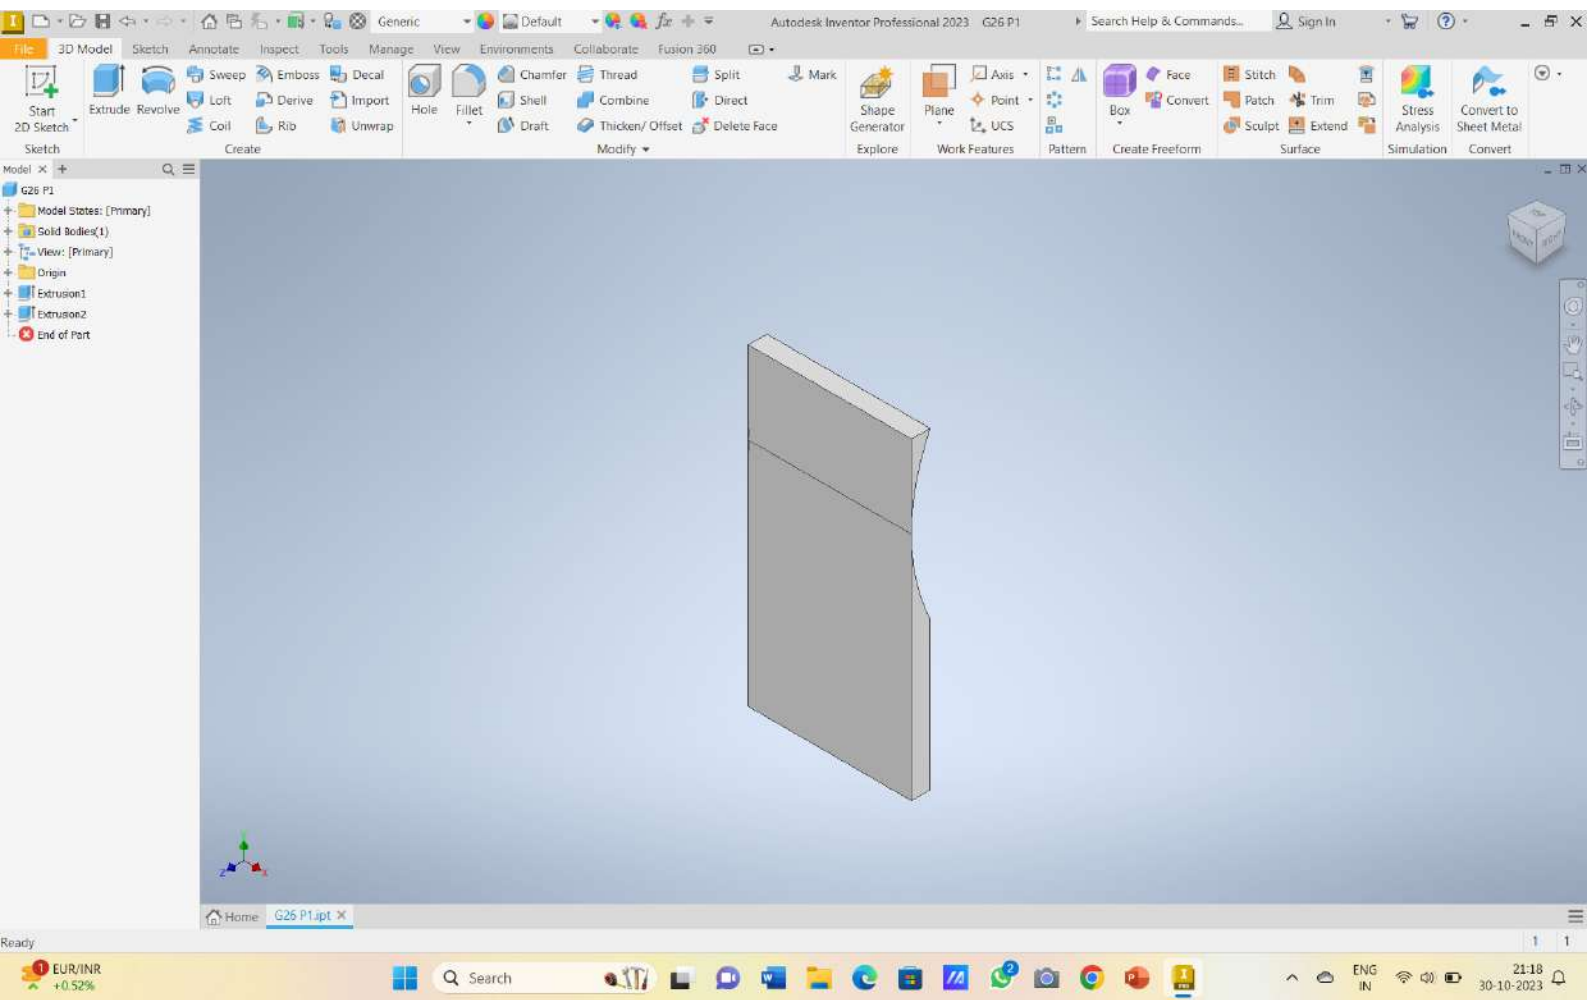 Generic Default fx Autodesk Inventor Professional 2023 G26 P1 Search Help & Commands... Sign In
File 3D Model Sketch Annotate Inspect Tools Manage View Environments Collaborate Fusion 360
Sweep Emboss Decal Chamfer Thread Split Mark Axis Face Stitch
Start 2D Sketch Extrude Revolve Loft Derive Import Hole Fillet Shell Combine Direct Shape Generator Plane Point Box Convert Patch Trim Stress Analysis Convert to Sheet Metal
Coil Rib Unwrap Draft Thicken/ Offset Delete Face UCS Sculpt Extend
Sketch Create Modify Explore Work Features Pattern Create Freeform Surface Simulation Convert
Model
G26 P1
Model States: [Primary]
Solid Bodies(1)
View: [Primary]
Origin
Extrusion1
Extrusion2
End of Part
FRONT
Z X
Home G26 P1.ipt
Ready 1 1
EUR/INR
+0.52%
Search
2
ENG
IN
21:18
30-10-2023